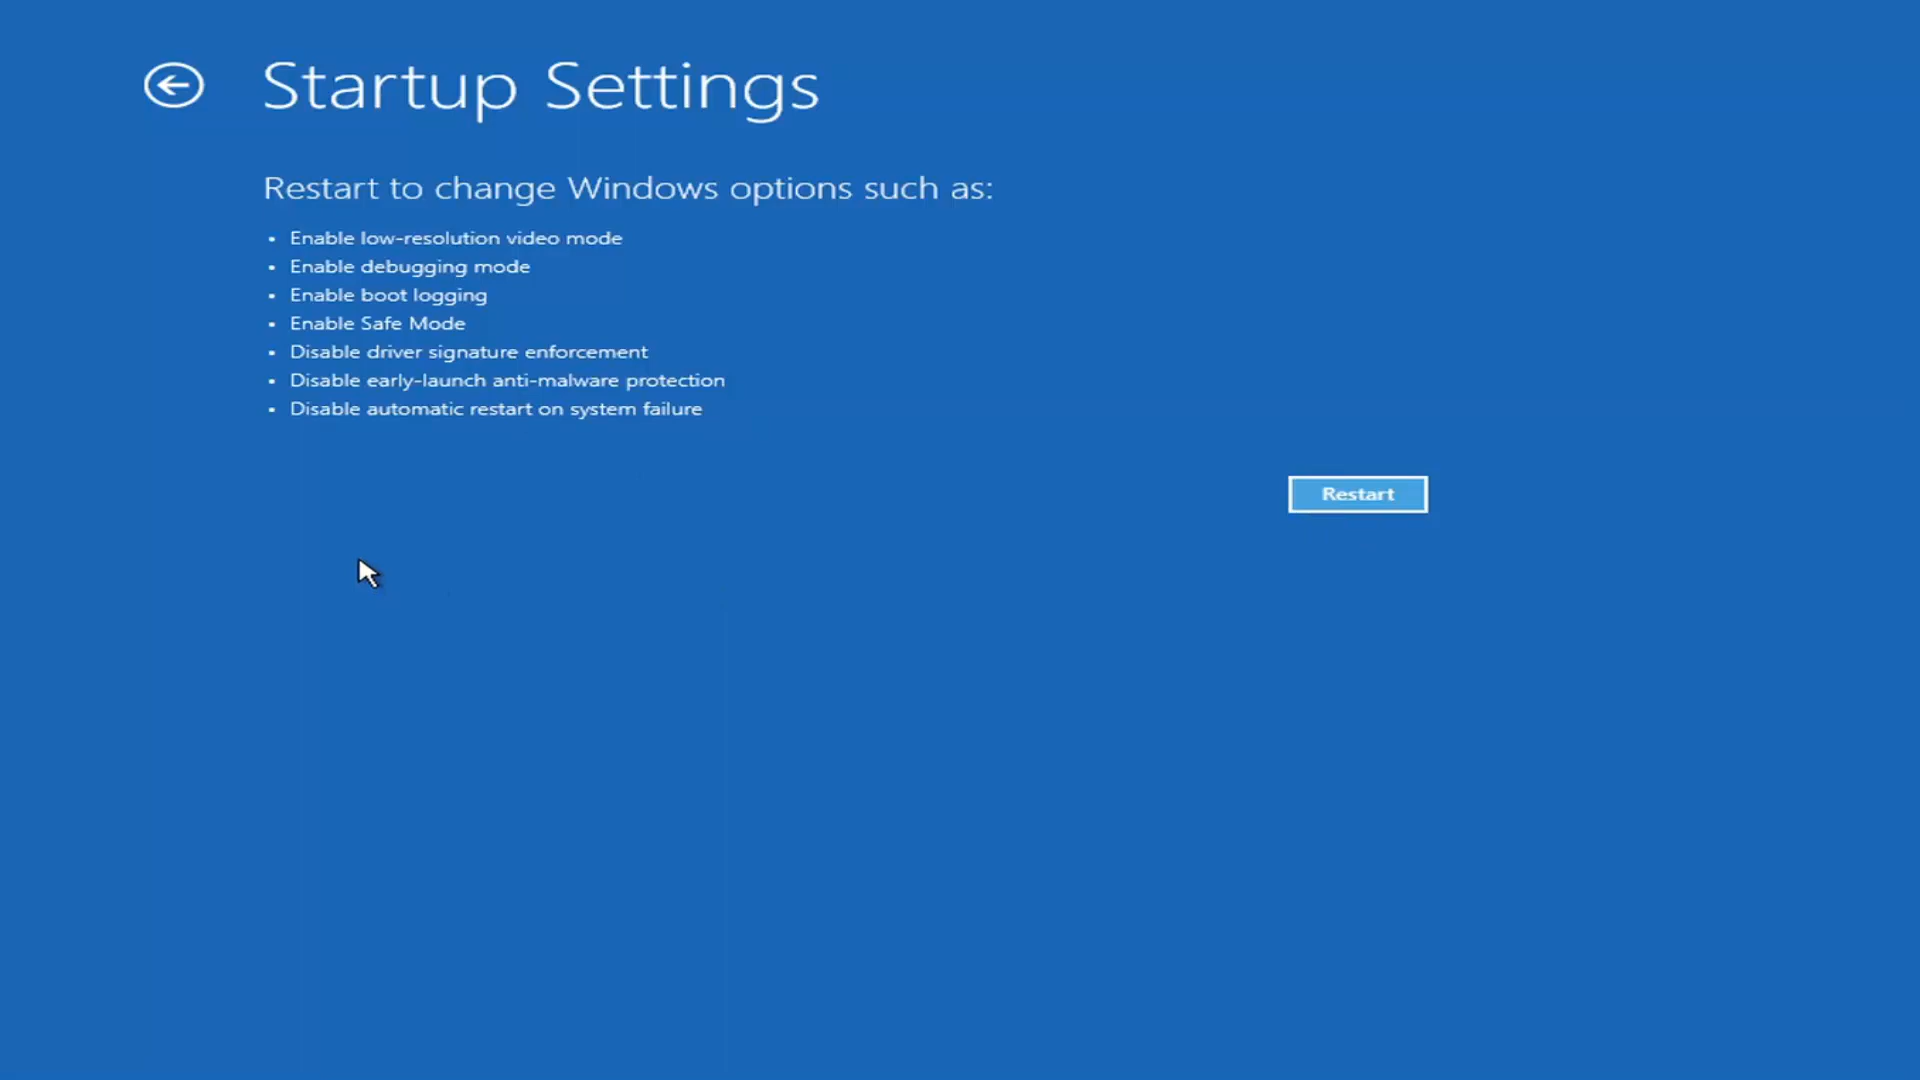 Startup Settings
Restart to change Windows options such as:
• Enable low-resolution video mode
• Enable debugging mode
• Enable boot logging
• Enable Safe Mode
• Disable driver signature enforcement
• Disable early-launch anti-malware protection
• Disable automatic restart on system failure
Restart